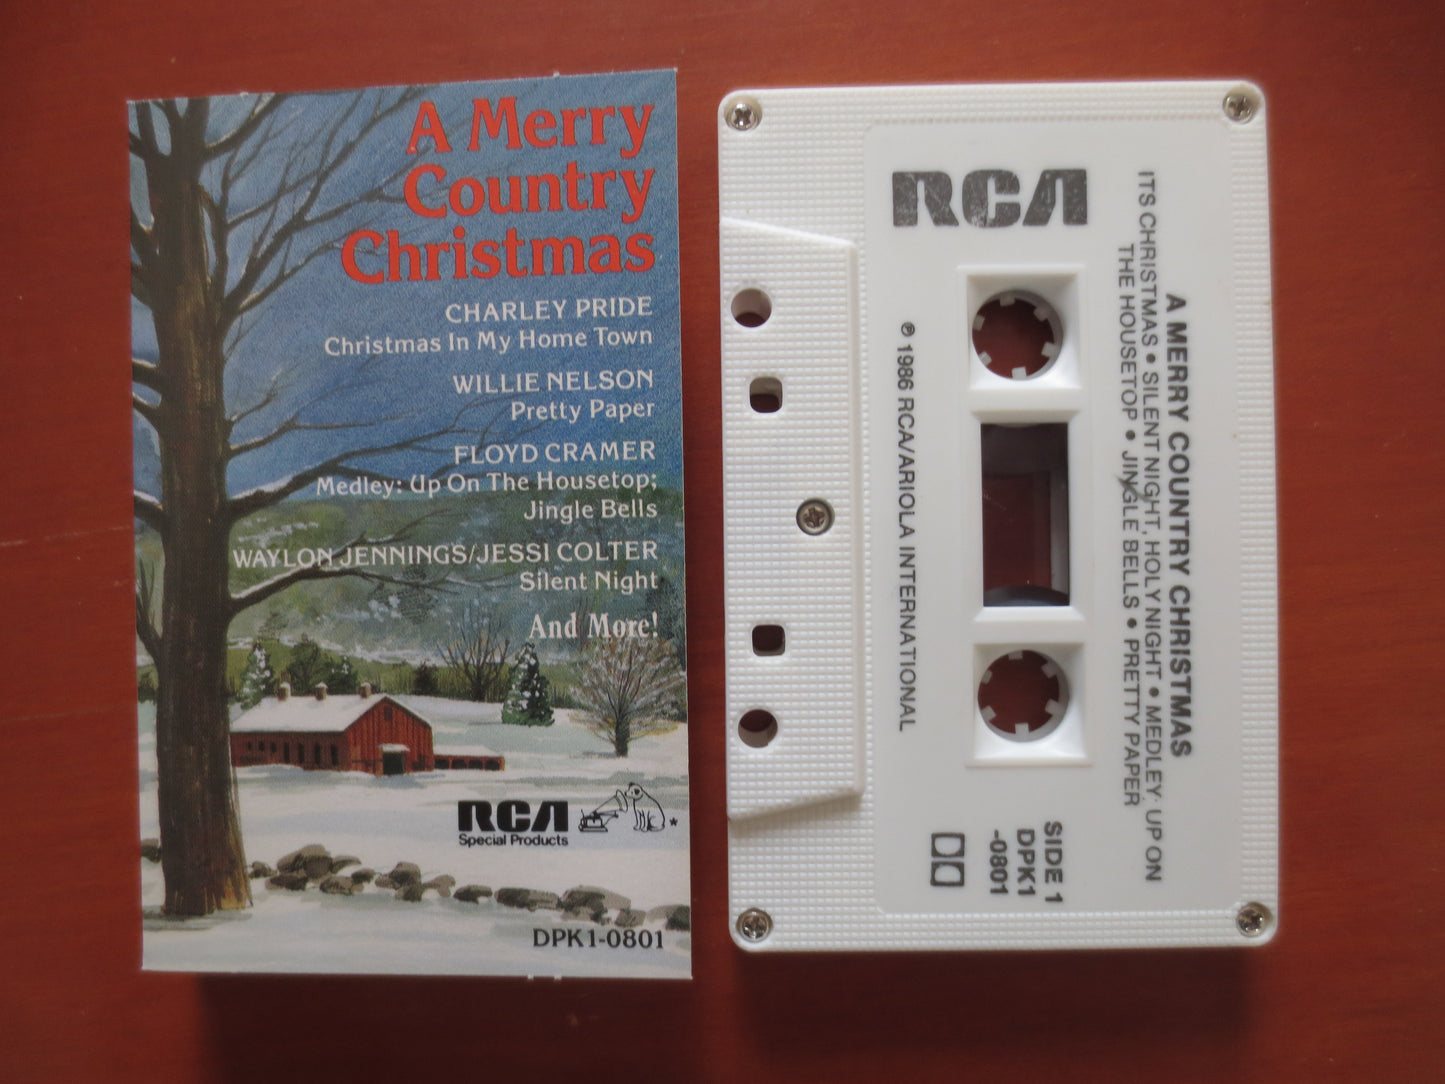 A Merry
Country
Christmas
CHARLEY PRIDE
Christmas In My Home Town
WILLIE NELSON
Pretty Paper
FLOYD CRAMER
Medley: Up On The Housetop;
Jingle Bells
WAYLON JENNINGS/JESSI COLTER
Silent Night
And More!
RCA
Special Products
DPK1-0801
RCA
A MERRY COUNTRY CHRISTMAS
ITS CHRISTMAS • SILENT NIGHT, HOLY NIGHT • MEDLEY: UP ON
THE HOUSETOP • JINGLE BELLS • PRETTY PAPER
SIDE 1
DPK1
-0801
℗ 1986 RCA/ARIOLA INTERNATIONAL